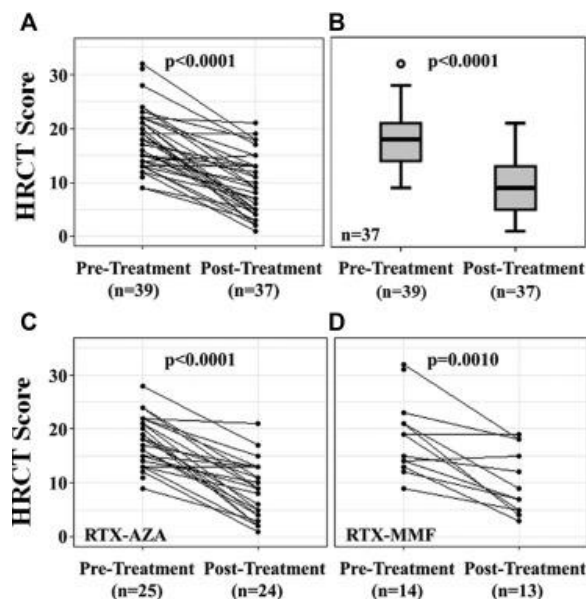 A
B
p<0.0001
p<0.0001
30
20
10
0
HRCT Score
n=37
Pre-Treatment Post-Treatment
(n=39) (n=37)
Pre-Treatment Post-Treatment
(n=39) (n=37)
C
D
p<0.0001
p=0.0010
30
20
10
0
HRCT Score
RTX-AZA
RTX-MMF
Pre-Treatment Post-Treatment
(n=25) (n=24)
Pre-Treatment Post-Treatment
(n=14) (n=13)